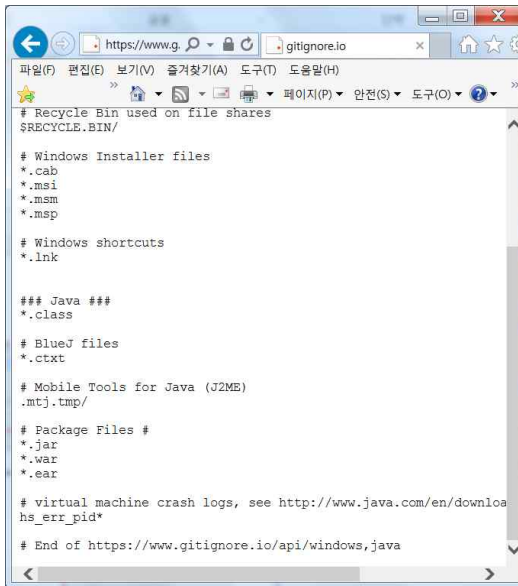 https://www.g.
gitignore.io
파일(F) 편집(E) 보기(V) 즐겨찾기(A) 도구(T) 도움말(H)
페이지(P) 안전(S) 도구(O)
# Recycle Bin used on file shares
$RECYCLE.BIN/
# Windows Installer files
*.cab
*.msi
*.msm
*.msp
# Windows shortcuts
*.lnk
### Java ###
*.class
# BlueJ files
*.ctxt
# Mobile Tools for Java (J2ME)
.mtj.tmp/
# Package Files #
*.jar
*.war
*.ear
# virtual machine crash logs, see http://www.java.com/en/downloa
hs_err_pid*
# End of https://www.gitignore.io/api/windows,java